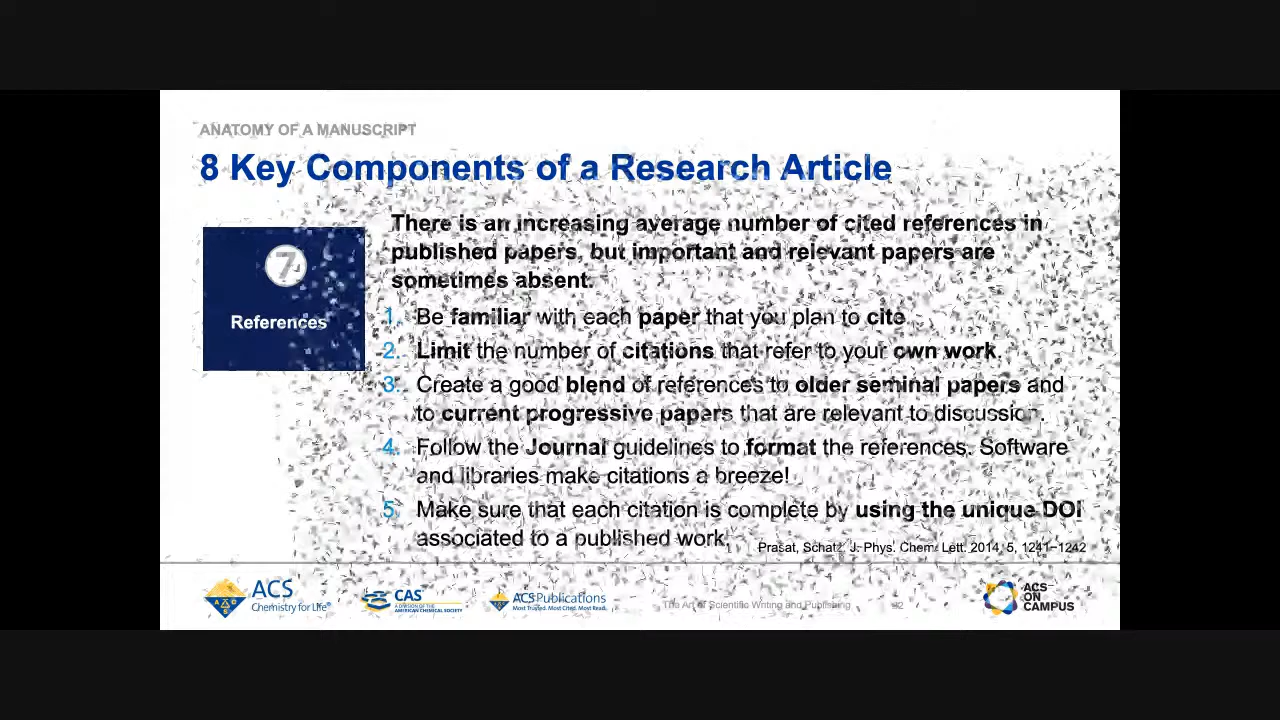 ANATOMY OF A MANUSCRIPT
8 Key Components of a Research Article
7
References
There is an increasing average number of cited references in
published papers, but important and relevant papers are
sometimes absent.
1. Be familiar with each paper that you plan to cite.
2. Limit the number of citations that refer to your own work.
3. Create a good blend of references to older seminal papers and
to current progressive papers that are relevant to discussion.
4. Follow the Journal guidelines to format the references. Software
and libraries make citations a breeze!
5. Make sure that each citation is complete by using the unique DOI
associated to a published work.
Prasat, Schatz. J. Phys. Chem. Lett. 2014, 5, 1241–1242
ACS
Chemistry for Life®
CAS
A DIVISION OF THE
AMERICAN CHEMICAL SOCIETY
ACS Publications
Most Trusted. Most Cited. Most Read.
The Art of Scientific Writing and Publishing
ACS
ON
CAMPUS